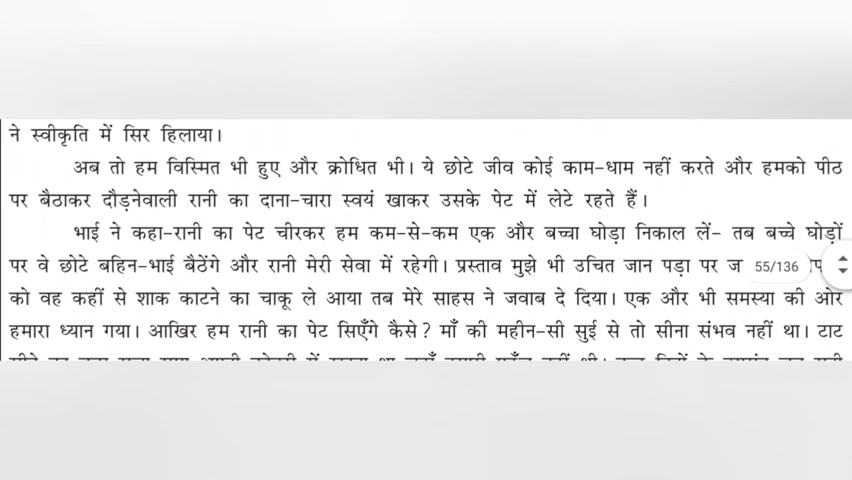 ने स्वीकृति में सिर हिलाया।
अब तो हम विस्मित भी हुए और क्रोधित भी। ये छोटे जीव कोई काम-धाम नहीं करते और हमको पीठ
पर बैठाकर दौड़नेवाली रानी का दाना-चारा स्वयं खाकर उसके पेट में लेटे रहते हैं।
भाई ने कहा-रानी का पेट चीरकर हम कम-से-कम एक और बच्चा घोड़ा निकाल लें- तब बच्चे घोड़ों
पर वे छोटे बहिन-भाई बैठेंगे और रानी मेरी सेवा में रहेगी। प्रस्ताव मुझे भी उचित जान पड़ा पर
55/136
को वह कहीं से शाक काटने का चाकू ले आया तब मेरे साहस ने जवाब दे दिया। एक और भी समस्या की ओर
हमारा ध्यान गया। आखिर हम रानी का पेट सिएँगे कैसे? माँ की महीन-सी सुई से तो सीना संभव नहीं था। टाट